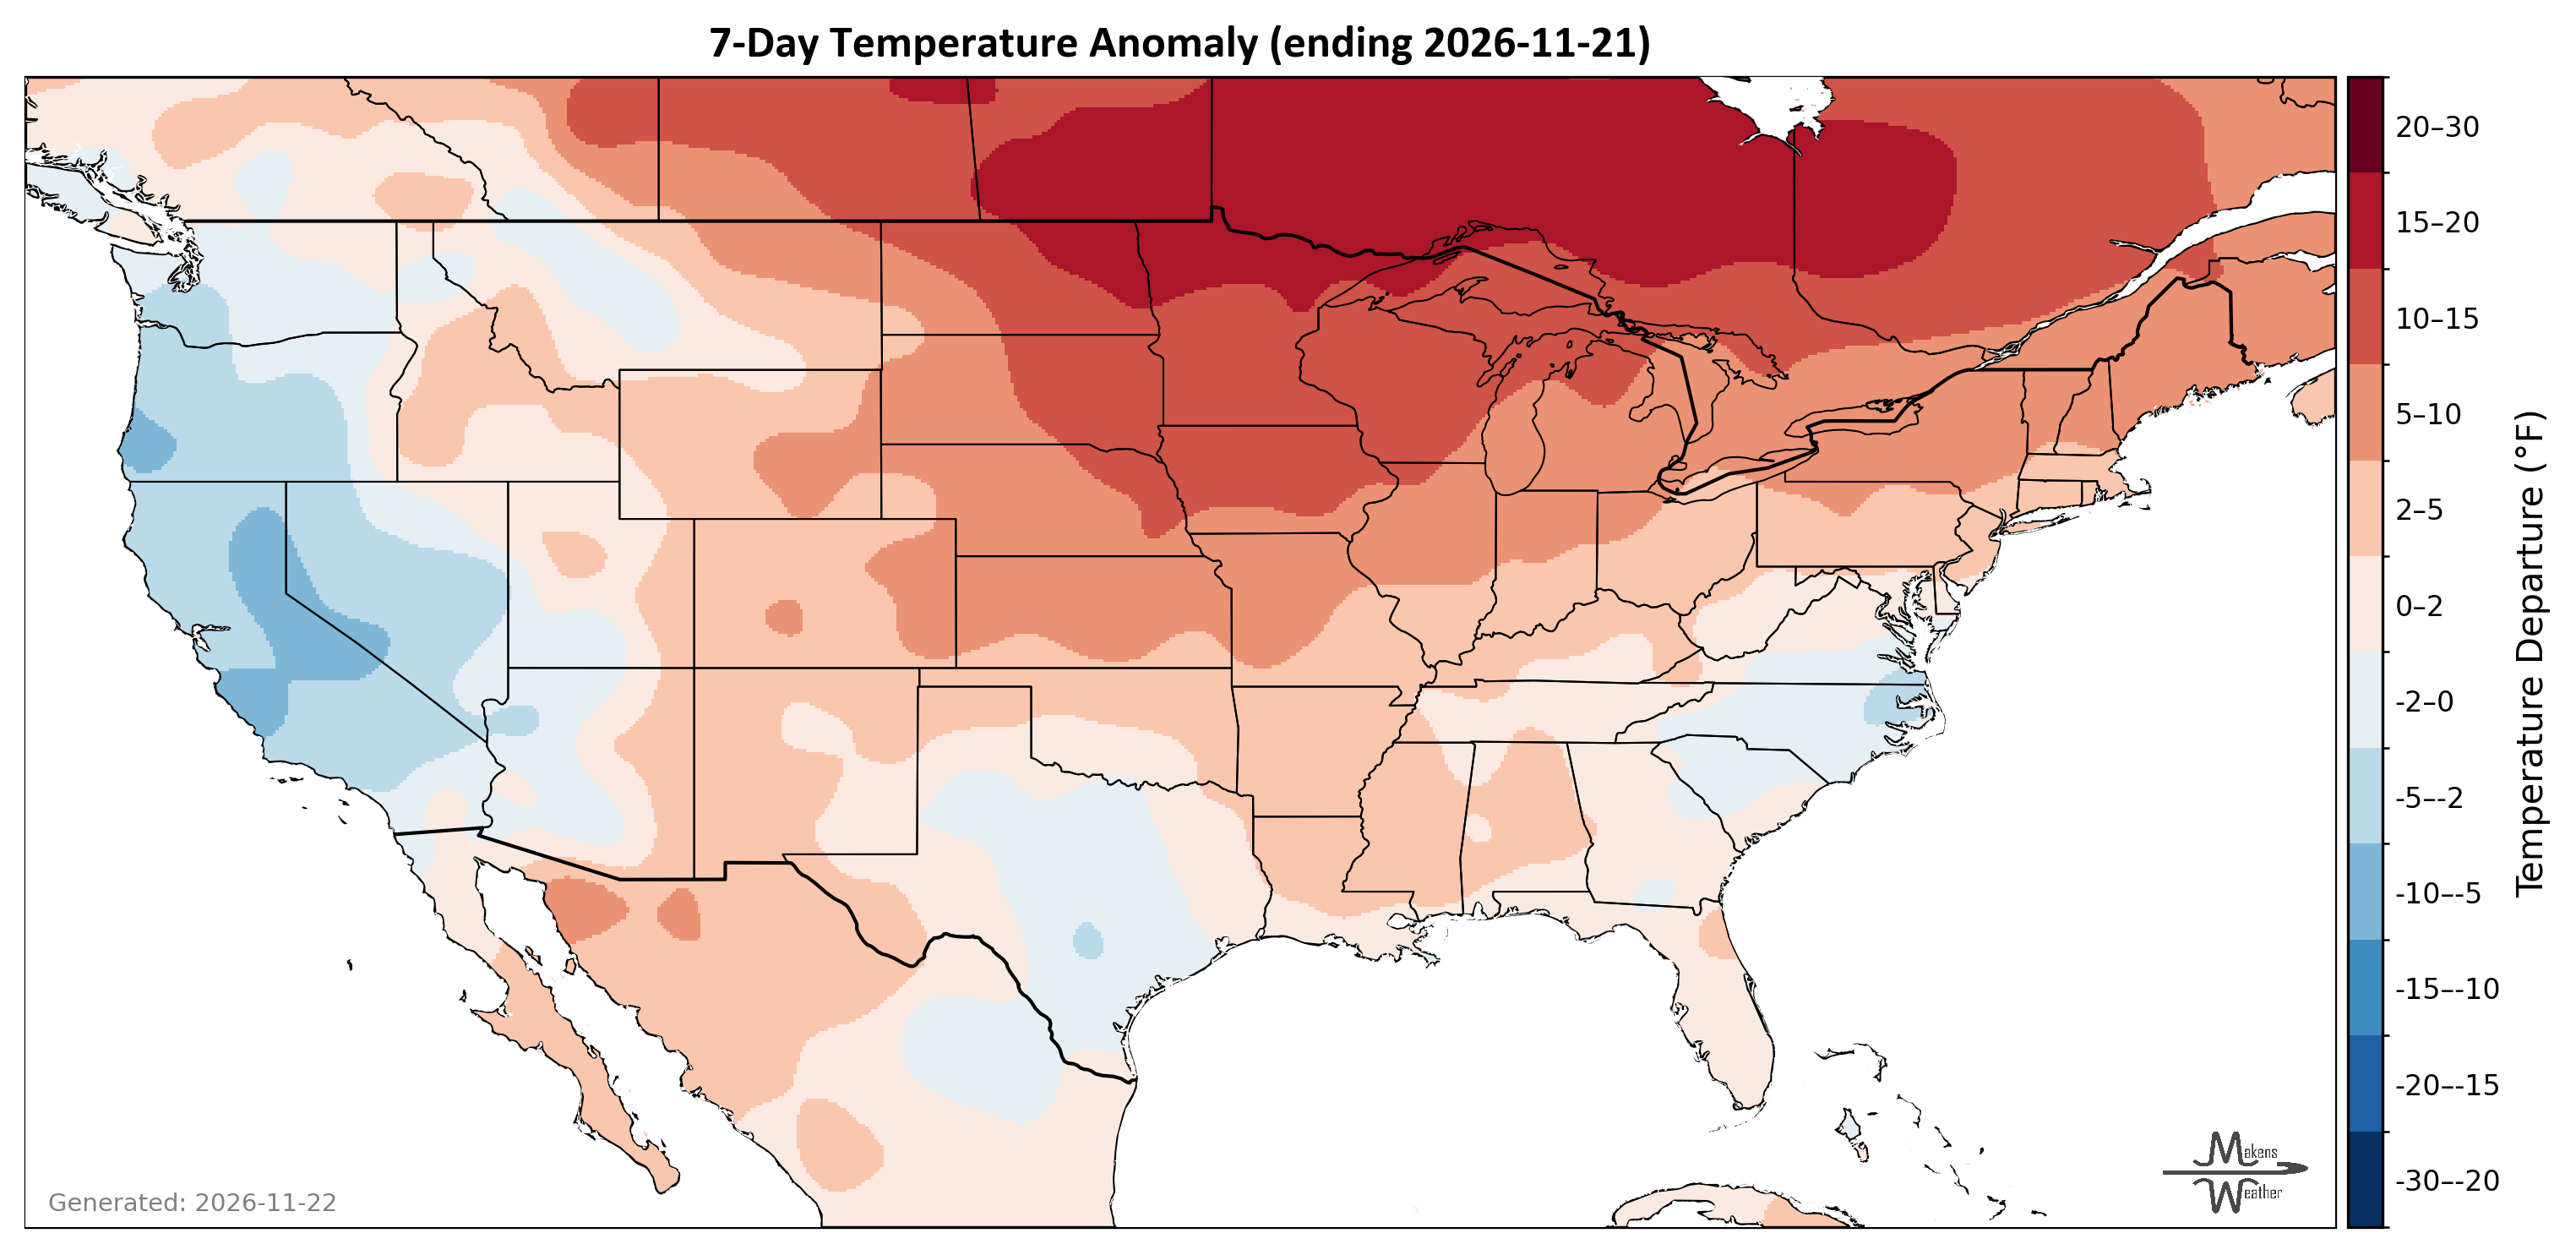 7-Day Temperature Anomaly (ending 2026-11-21)
20–30
15–20
10–15
5–10
2–5
0–2
-2–0
-5–-2
-10–-5
-15–-10
-20–-15
-30–-20
Temperature Departure (°F)
Generated: 2026-11-22
Makens
Weather